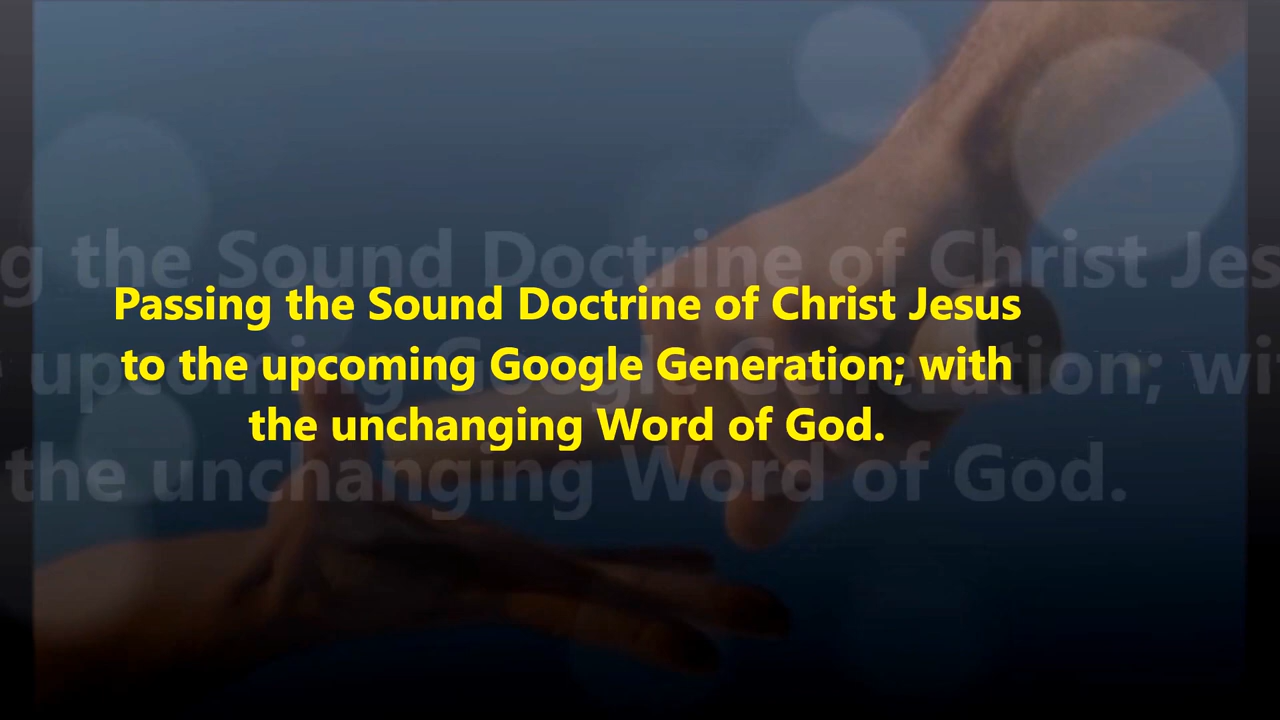 Passing the Sound Doctrine of Christ Jesus
to the upcoming Google Generation; with
the unchanging Word of God.